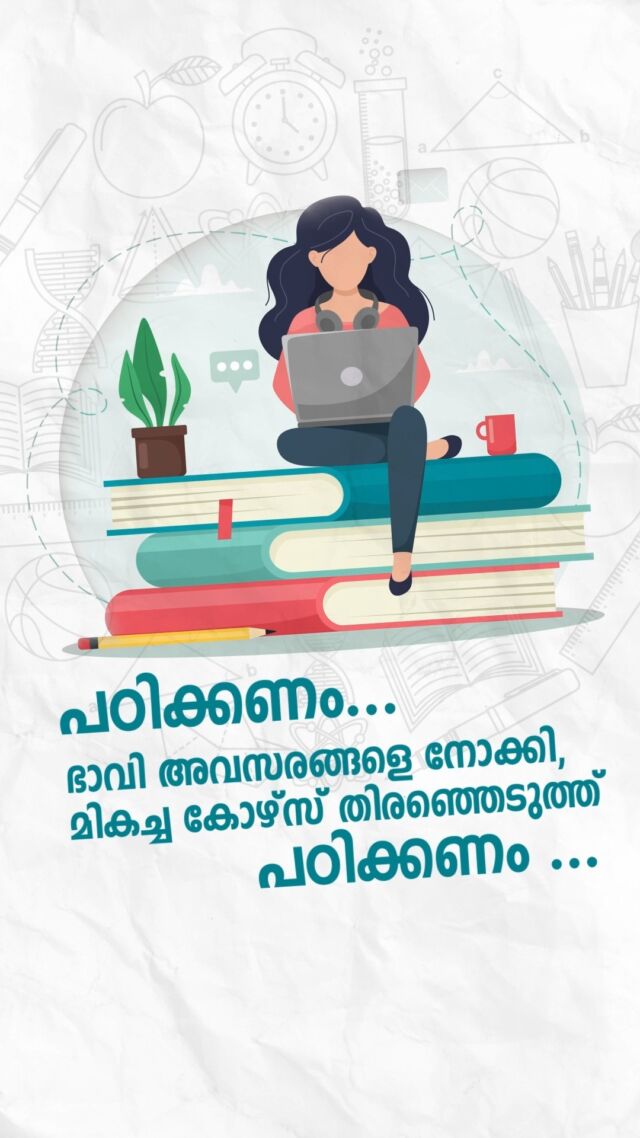 c
a
b
പഠിക്കണം...
ഭാവി അവസരങ്ങളെ നോക്കി,
മികച്ച കോഴ്സ് തിരഞ്ഞെടുത്ത്
പഠിക്കണം ...